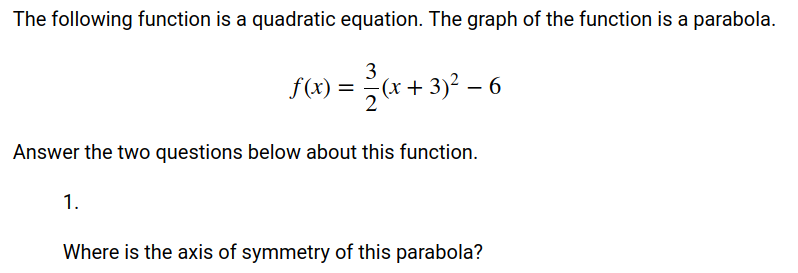 The following function is a quadratic equation. The graph of the function is a parabola.
f(x) = 3/2(x + 3)² − 6
Answer the two questions below about this function.
1.
Where is the axis of symmetry of this parabola?